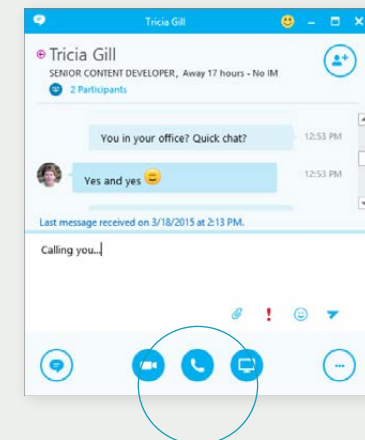 Tricia Gill
Tricia Gill
SENIOR CONTENT DEVELOPER, Away 17 hours - No IM
2 Participants
You in your office? Quick chat?
12:53 PM
Yes and yes
12:53 PM
Last message received on 3/18/2015 at 2:13 PM.
Calling you...